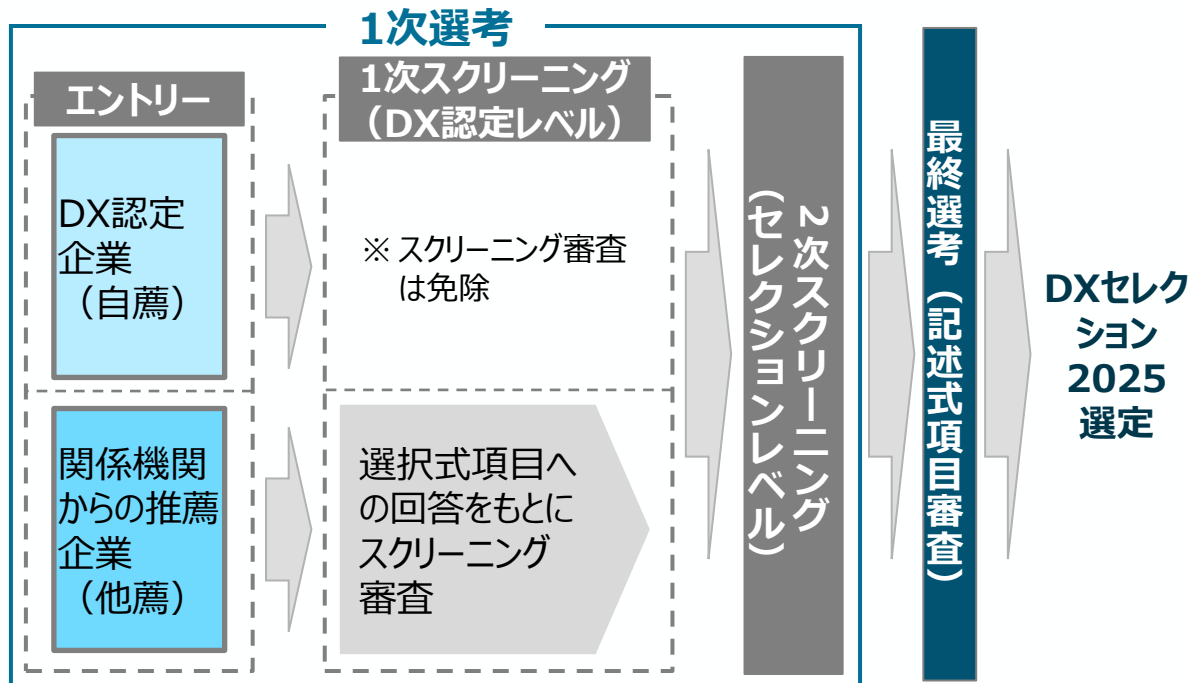 1次選考
エントリー
DX認定
企業
（自薦）
関係機関
からの推薦
企業
（他薦）
1次スクリーニング
（DX認定レベル）
※ スクリーニング審査
は免除
選択式項目へ
の回答をもとに
スクリーニング
審査
2次スクリーニング
（セレクションレベル）
最終選考（記述式項目審査）
DXセレク
ション
2025
選定